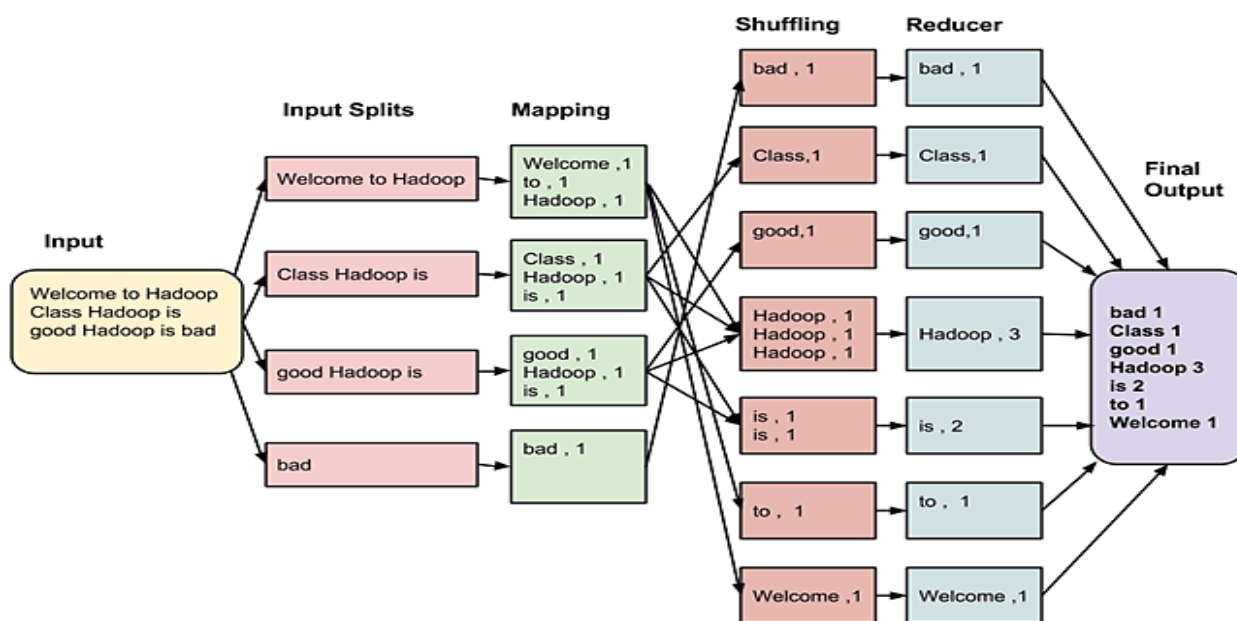 Input
Welcome to Hadoop
Class Hadoop is
good Hadoop is bad
Input Splits
Welcome to Hadoop
Class Hadoop is
good Hadoop is
bad
Mapping
Welcome ,1
to , 1
Hadoop , 1
Class , 1
Hadoop , 1
is , 1
good , 1
Hadoop , 1
is , 1
bad , 1
Shuffling
bad , 1
Class,1
good,1
Hadoop , 1
Hadoop , 1
Hadoop , 1
is , 1
is , 1
to , 1
Welcome ,1
Reducer
bad , 1
Class,1
good,1
Hadoop , 3
is , 2
to , 1
Welcome ,1
Final
Output
bad 1
Class 1
good 1
Hadoop 3
is 2
to 1
Welcome 1